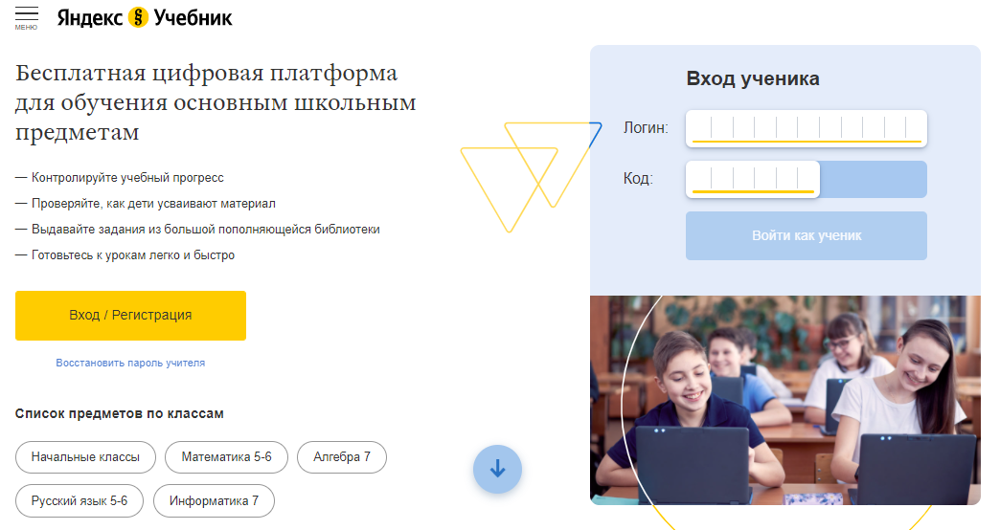 МЕНЮ
Яндекс Учебник
Бесплатная цифровая платформа
для обучения основным школьным
предметам
— Контролируйте учебный прогресс
— Проверяйте, как дети усваивают материал
— Выдавайте задания из большой пополняющейся библиотеки
— Готовьтесь к урокам легко и быстро
Вход / Регистрация
Восстановить пароль учителя
Список предметов по классам
Начальные классы
Математика 5-6
Алгебра 7
Русский язык 5-6
Информатика 7
Вход ученика
Логин:
Код:
Войти как ученик